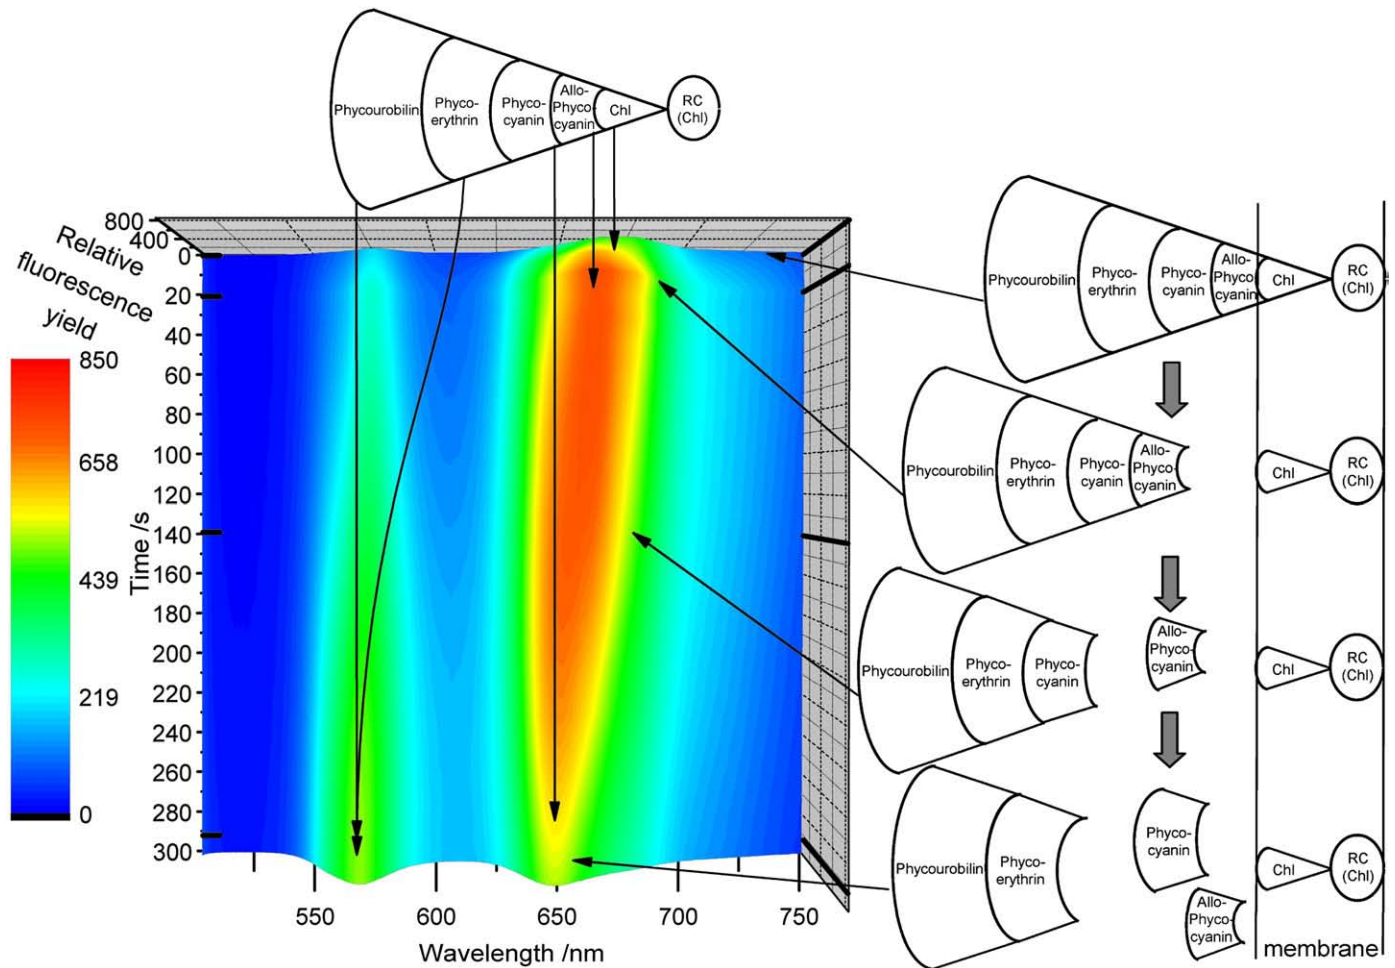 Phycourobilin
Phyco-
erythrin
Phyco-
cyanin
Allo-
Phyco-
cyanin
Chl
RC
(Chl)
Relative
fluorescence
yield
850
658
439
219
0
800
400
0
20
40
60
80
100
120
140
160
180
200
220
240
260
280
300
Time /s
550
600
650
700
750
Wavelength /nm
Phycourobilin
Phyco-
erythrin
Phyco-
cyanin
Allo-
Phyco
cyanin
Chl
RC
(Chl)
Phycourobilin
Phyco-
erythrin
Phyco-
cyanin
Allo-
Phyco-
cyanin
Chl
RC
(Chl)
Phycourobilin
Phyco-
erythrin
Phyco-
cyanin
Allo-
Phyco-
cyanin
Chl
RC
(Chl)
Phycourobilin
Phyco-
erythrin
Phyco-
cyanin
Allo-
Phyco-
cyanin
Chl
RC
(Chl)
membrane